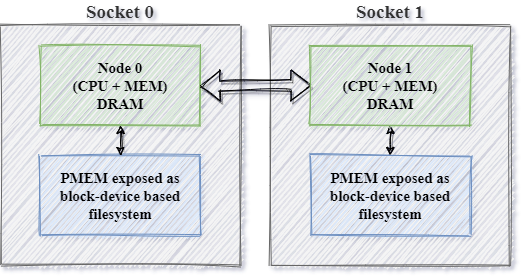 Socket 0
Socket 1
Node 0
(CPU + MEM)
DRAM
Node 1
(CPU + MEM)
DRAM
PMEM exposed as
block-device based
filesystem
PMEM exposed as
block-device based
filesystem